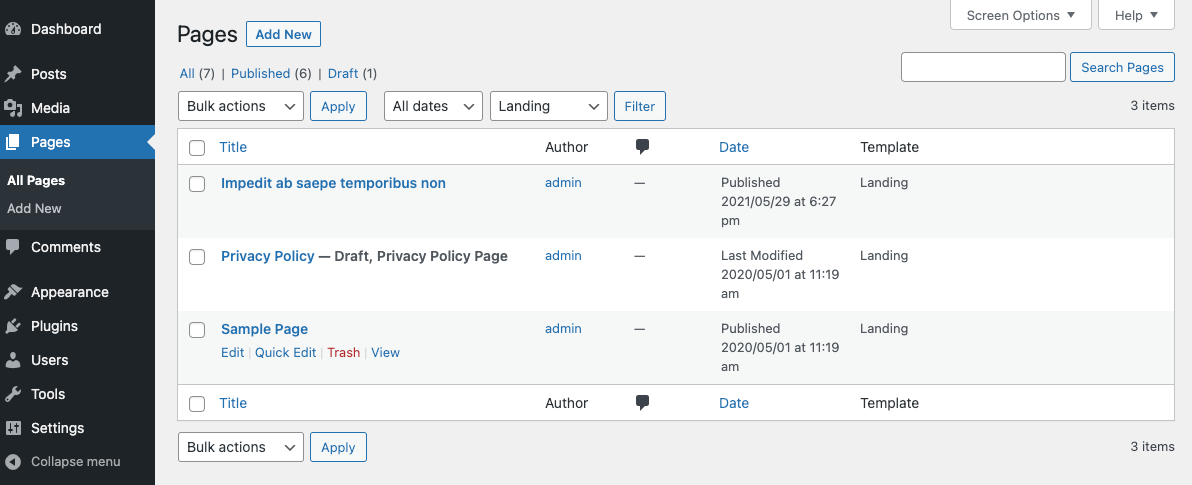 Dashboard
Posts
Media
Pages
All Pages
Add New
Comments
Appearance
Plugins
Users
Tools
Settings
Collapse menu
Screen Options
Help
Pages
Add New
All (7) | Published (6) | Draft (1)
Search Pages
Bulk actions
Apply
All dates
Landing
Filter
3 items
Title Author Date Template
Impedit ab saepe temporibus non admin — Published Landing
2021/05/29 at 6:27
pm
Privacy Policy — Draft, Privacy Policy Page admin — Last Modified Landing
2020/05/01 at 11:19
am
Sample Page admin — Published Landing
Edit | Quick Edit | Trash | View 2020/05/01 at 11:19
am
Title Author Date Template
Bulk actions
Apply
3 items